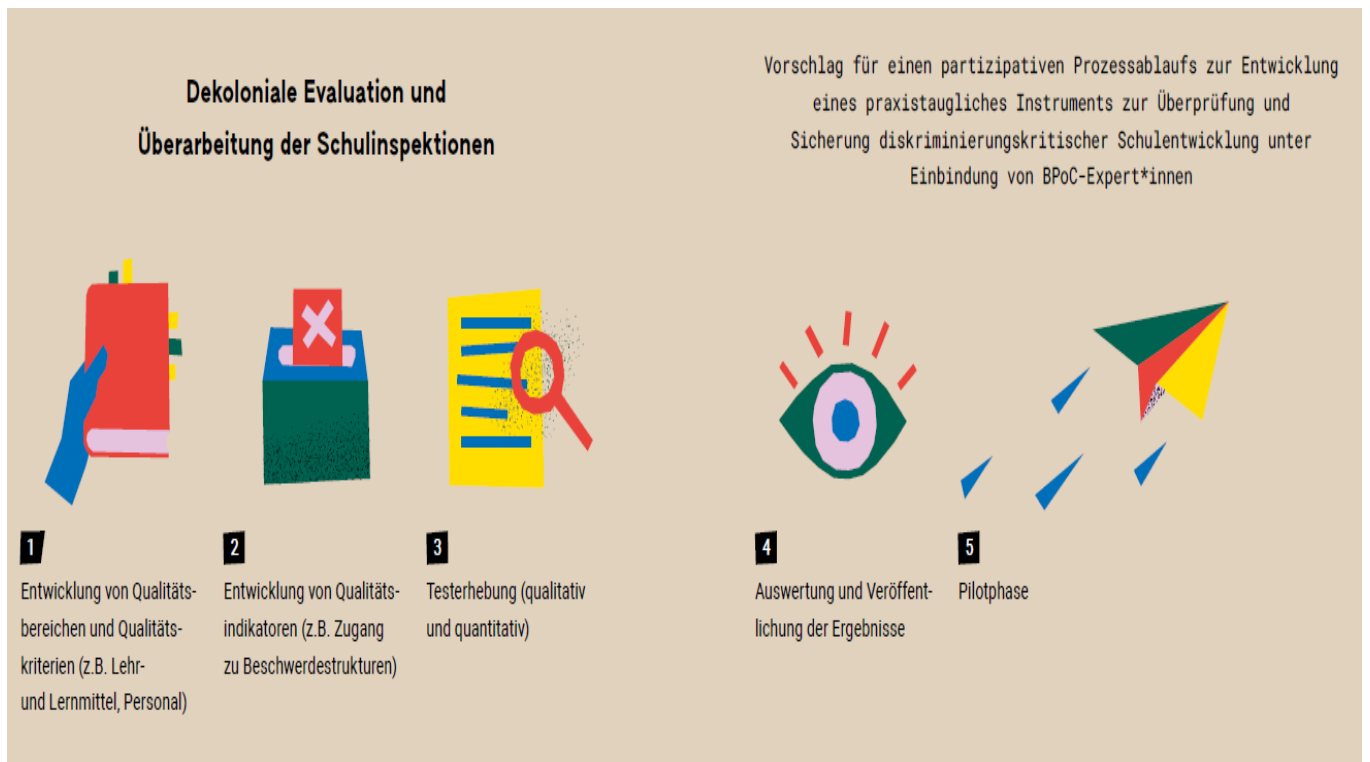 Dekoloniale Evaluation und
Überarbeitung der Schulinspektionen
Vorschlag für einen partizipativen Prozessablaufs zur Entwicklung
eines praxistaugliches Instruments zur Überprüfung und
Sicherung diskriminierungskritischer Schulentwicklung unter
Einbindung von BPoC-Expert*innen
1
Entwicklung von Qualitäts-
bereichen und Qualitäts-
kriterien (z.B. Lehr-
und Lernmittel, Personal)
2
Entwicklung von Qualitäts-
indikatoren (z.B. Zugang
zu Beschwerdestrukturen)
3
Testerhebung (qualitativ
und quantitativ)
4
Auswertung und Veröffent-
lichung der Ergebnisse
5
Pilotphase